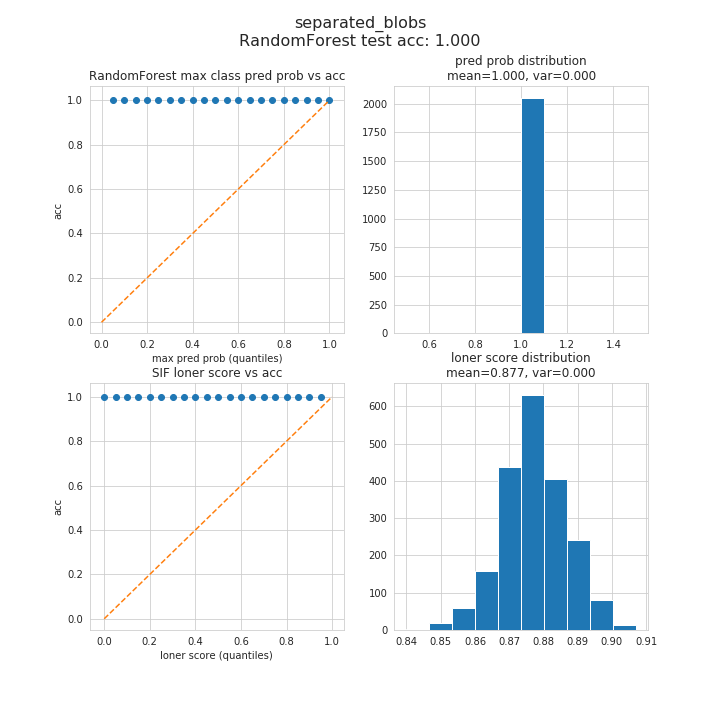 separated_blobs
RandomForest test acc: 1.000
RandomForest max class pred prob vs acc
1.0
0.8
0.6
0.4
0.2
0.0
acc
0.0 0.2 0.4 0.6 0.8 1.0
max pred prob (quantiles)
pred prob distribution
mean=1.000, var=0.000
2000
1750
1500
1250
1000
750
500
250
0
0.6 0.8 1.0 1.2 1.4
SIF loner score vs acc
1.0
0.8
0.6
0.4
0.2
0.0
acc
0.0 0.2 0.4 0.6 0.8 1.0
loner score (quantiles)
loner score distribution
mean=0.877, var=0.000
600
500
400
300
200
100
0
0.84 0.85 0.86 0.87 0.88 0.89 0.90 0.91